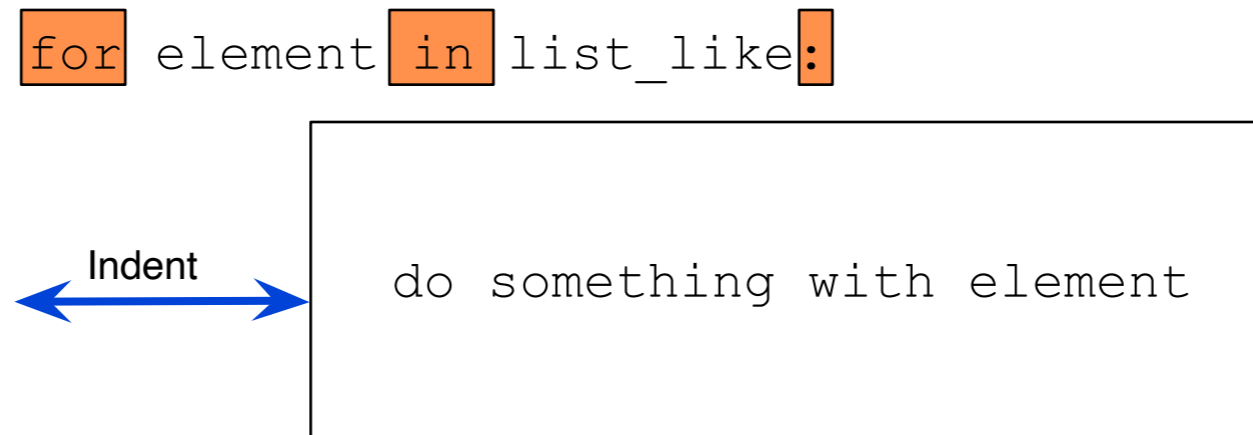 for element in list_like:
Indent
do something with element